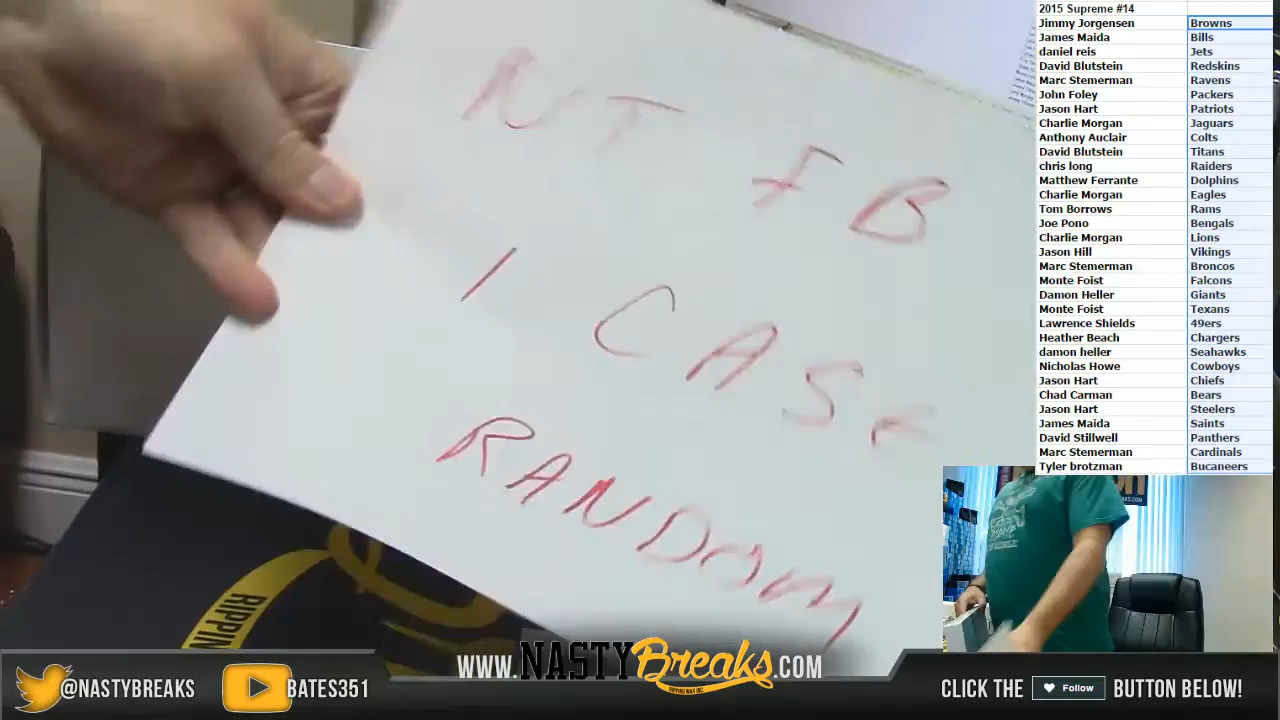 NT FB
1 CASE
RANDOM
2015 Supreme #14
Jimmy Jorgensen Browns
James Maida Bills
daniel reis Jets
David Blutstein Redskins
Marc Stemerman Ravens
John Foley Packers
Jason Hart Patriots
Charlie Morgan Jaguars
Anthony Auclair Colts
David Blutstein Titans
chris long Raiders
Matthew Ferrante Dolphins
Charlie Morgan Eagles
Tom Borrows Rams
Joe Pono Bengals
Charlie Morgan Lions
Jason Hill Vikings
Marc Stemerman Broncos
Monte Foist Falcons
Damon Heller Giants
Monte Foist Texans
Lawrence Shields 49ers
Heather Beach Chargers
damon heller Seahawks
Nicholas Howe Cowboys
Jason Hart Chiefs
Chad Carman Bears
Jason Hart Steelers
James Maida Saints
David Stillwell Panthers
Marc Stemerman Cardinals
Tyler brotzman Bucaneers
RIPPIN
@NASTYBREAKS
BATES351
WWW.NASTYBreaks.COM
RIPPING WAX INC.
CLICK THE Follow BUTTON BELOW!